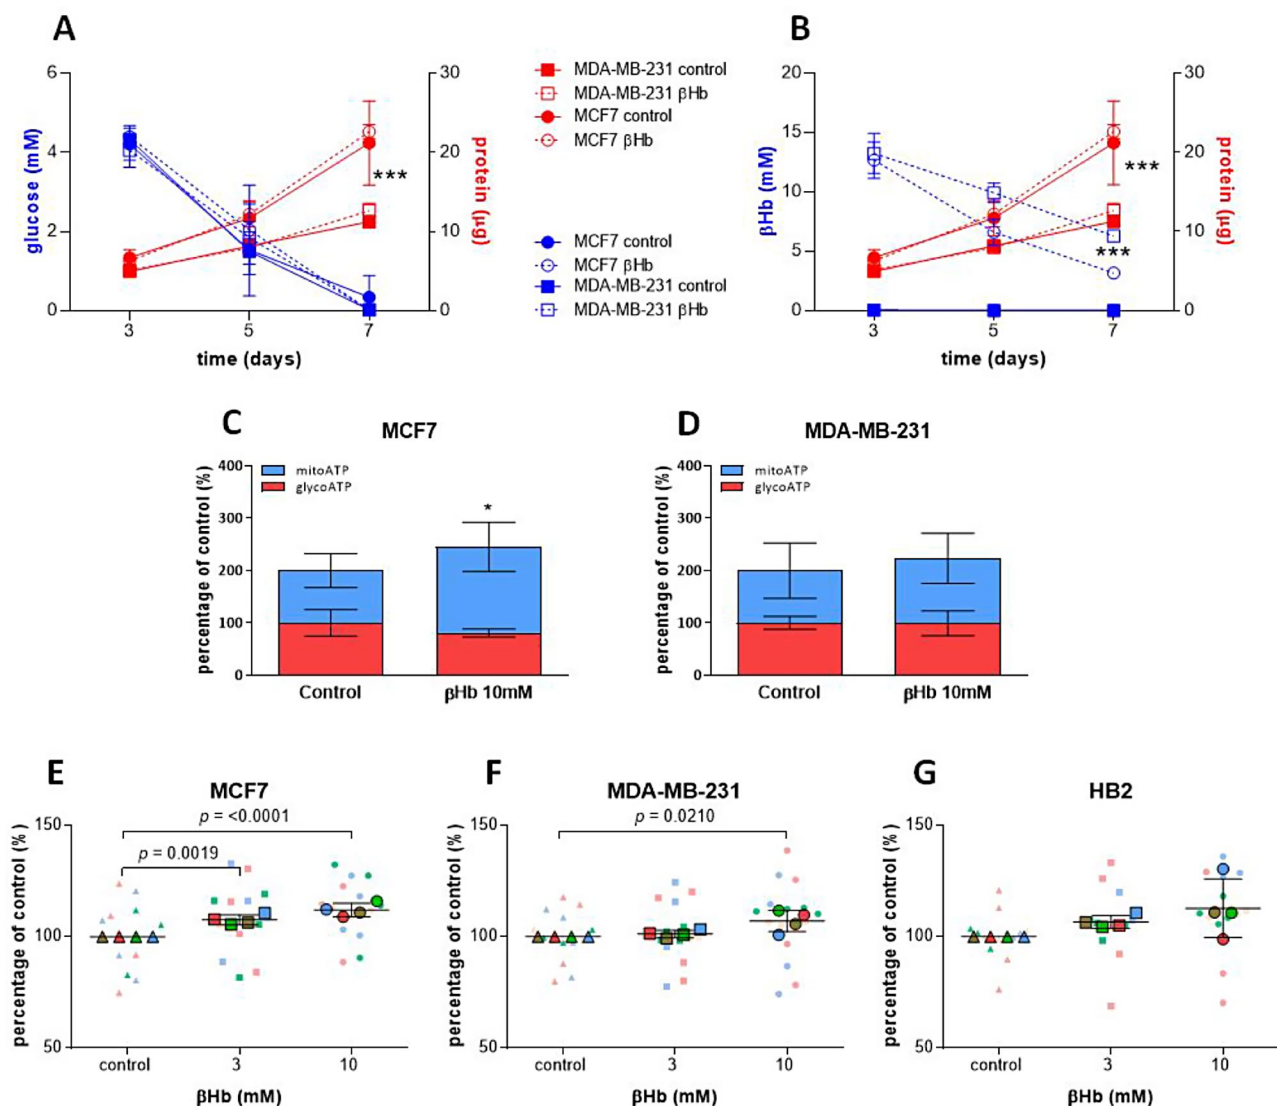 A
B
6
4
2
0
glucose (mM)
30
20
10
0
protein (µg)
***
3
5
7
time (days)
MDA-MB-231 control
MDA-MB-231 βHb
MCF7 control
MCF7 βHb
MCF7 control
MCF7 βHb
MDA-MB-231 control
MDA-MB-231 βHb
20
15
10
5
0
βHb (mM)
30
20
10
0
protein (µg)
***
***
3
5
7
time (days)
C
MCF7
percentage of control (%)
400
300
200
100
0
mitoATP
glycoATP
*
Control
βHb 10mM
D
MDA-MB-231
percentage of control (%)
400
300
200
100
0
mitoATP
glycoATP
Control
βHb 10mM
E
MCF7
percentage of control (%)
150
100
50
p = <0.0001
p = 0.0019
control
3
10
βHb (mM)
F
MDA-MB-231
percentage of control (%)
150
100
50
p = 0.0210
control
3
10
βHb (mM)
G
HB2
percentage of control (%)
150
100
50
control
3
10
βHb (mM)